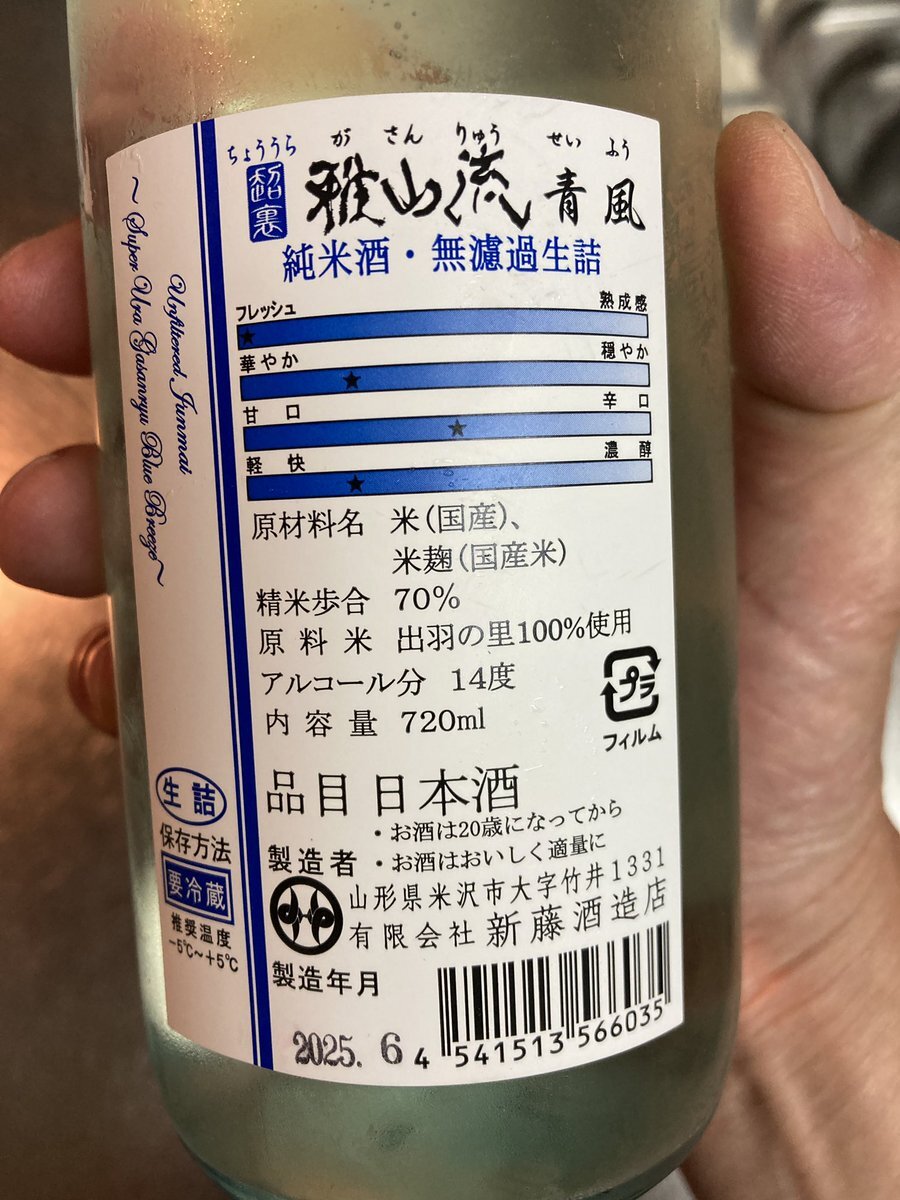 ちょううら がさんりゅう せいふう
超裏 雅山流 青風
純米酒・無濾過生詰
フレッシュ 熟成感
★
華やか 穏やか
★
甘口 辛口
★
軽快 濃醇
★
原材料名 米(国産)、
米麹(国産米)
精米歩合 70%
原料米 出羽の里100%使用
アルコール分 14度
内容量 720ml
プラ
フィルム
品目 日本酒
・お酒は20歳になってから
・お酒はおいしく適量に
製造者
山形県米沢市大字竹井1331
有限会社 新藤酒造店
製造年月
2025. 6
4 541513 566035
Unfiltered Junmai
~Super Ura Gasanryu Blue Breeze~
生詰
保存方法
要冷蔵
推奨温度
-5℃~+5℃